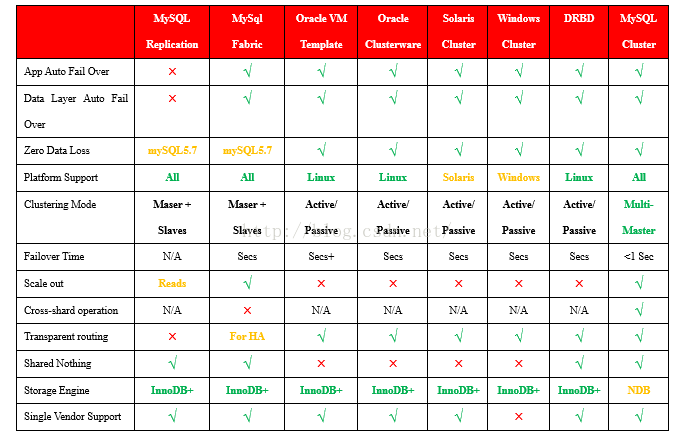 MySQL Replication MySql Fabric Oracle VM Template Oracle Clusterware Solaris Cluster Windows Cluster DRBD MySQL Cluster
App Auto Fail Over × √ √ √ √ √ √ √
Data Layer Auto Fail Over × √ √ √ √ √ √ √
Zero Data Loss mySQL5.7 mySQL5.7 √ √ √ √ √ √
Platform Support All All Linux Linux Solaris Windows Linux All
Clustering Mode Maser + Slaves Maser + Slaves Active/ Passive Active/ Passive Active/ Passive Active/ Passive Active/ Passive Multi- Master
http://blog.csdn.net/
Failover Time N/A Secs Secs+ Secs Secs Secs Secs <1 Sec
Scale out Reads √ × × × × × √
Cross-shard operation N/A × N/A N/A N/A N/A N/A √
Transparent routing × For HA √ √ √ √ √ √
Shared Nothing √ √ × × × × √ √
Storage Engine InnoDB+ InnoDB+ InnoDB+ InnoDB+ InnoDB+ InnoDB+ InnoDB+ NDB
Single Vendor Support √ √ √ √ √ × √ √